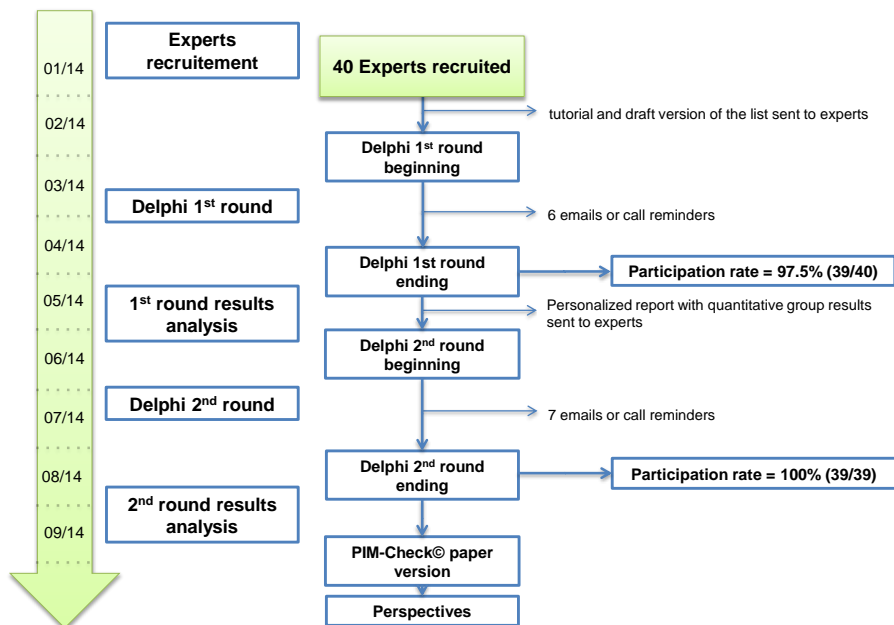 01/14
02/14
03/14
04/14
05/14
06/14
07/14
08/14
09/14
Experts
recruitement
Delphi 1st round
1st round results
analysis
Delphi 2nd round
2nd round results
analysis
40 Experts recruited
tutorial and draft version of the list sent to experts
Delphi 1st round
beginning
6 emails or call reminders
Delphi 1st round
ending
Participation rate = 97.5% (39/40)
Personalized report with quantitative group results
sent to experts
Delphi 2nd round
beginning
7 emails or call reminders
Delphi 2nd round
ending
Participation rate = 100% (39/39)
PIM-Check© paper
version
Perspectives